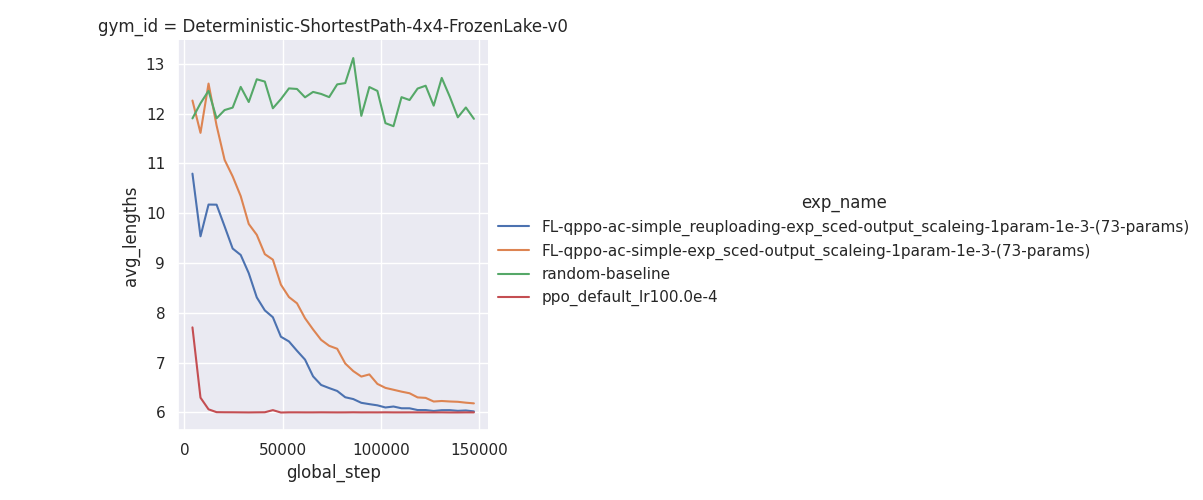 gym_id = Deterministic-ShortestPath-4x4-FrozenLake-v0
13
12
11
10
9
8
7
6
avg_lengths
0
50000
100000
150000
global_step
exp_name
FL-qppo-ac-simple_reuploading-exp_sced-output_scaleing-1param-1e-3-(73-params)
FL-qppo-ac-simple-exp_sced-output_scaleing-1param-1e-3-(73-params)
random-baseline
ppo_default_lr100.0e-4